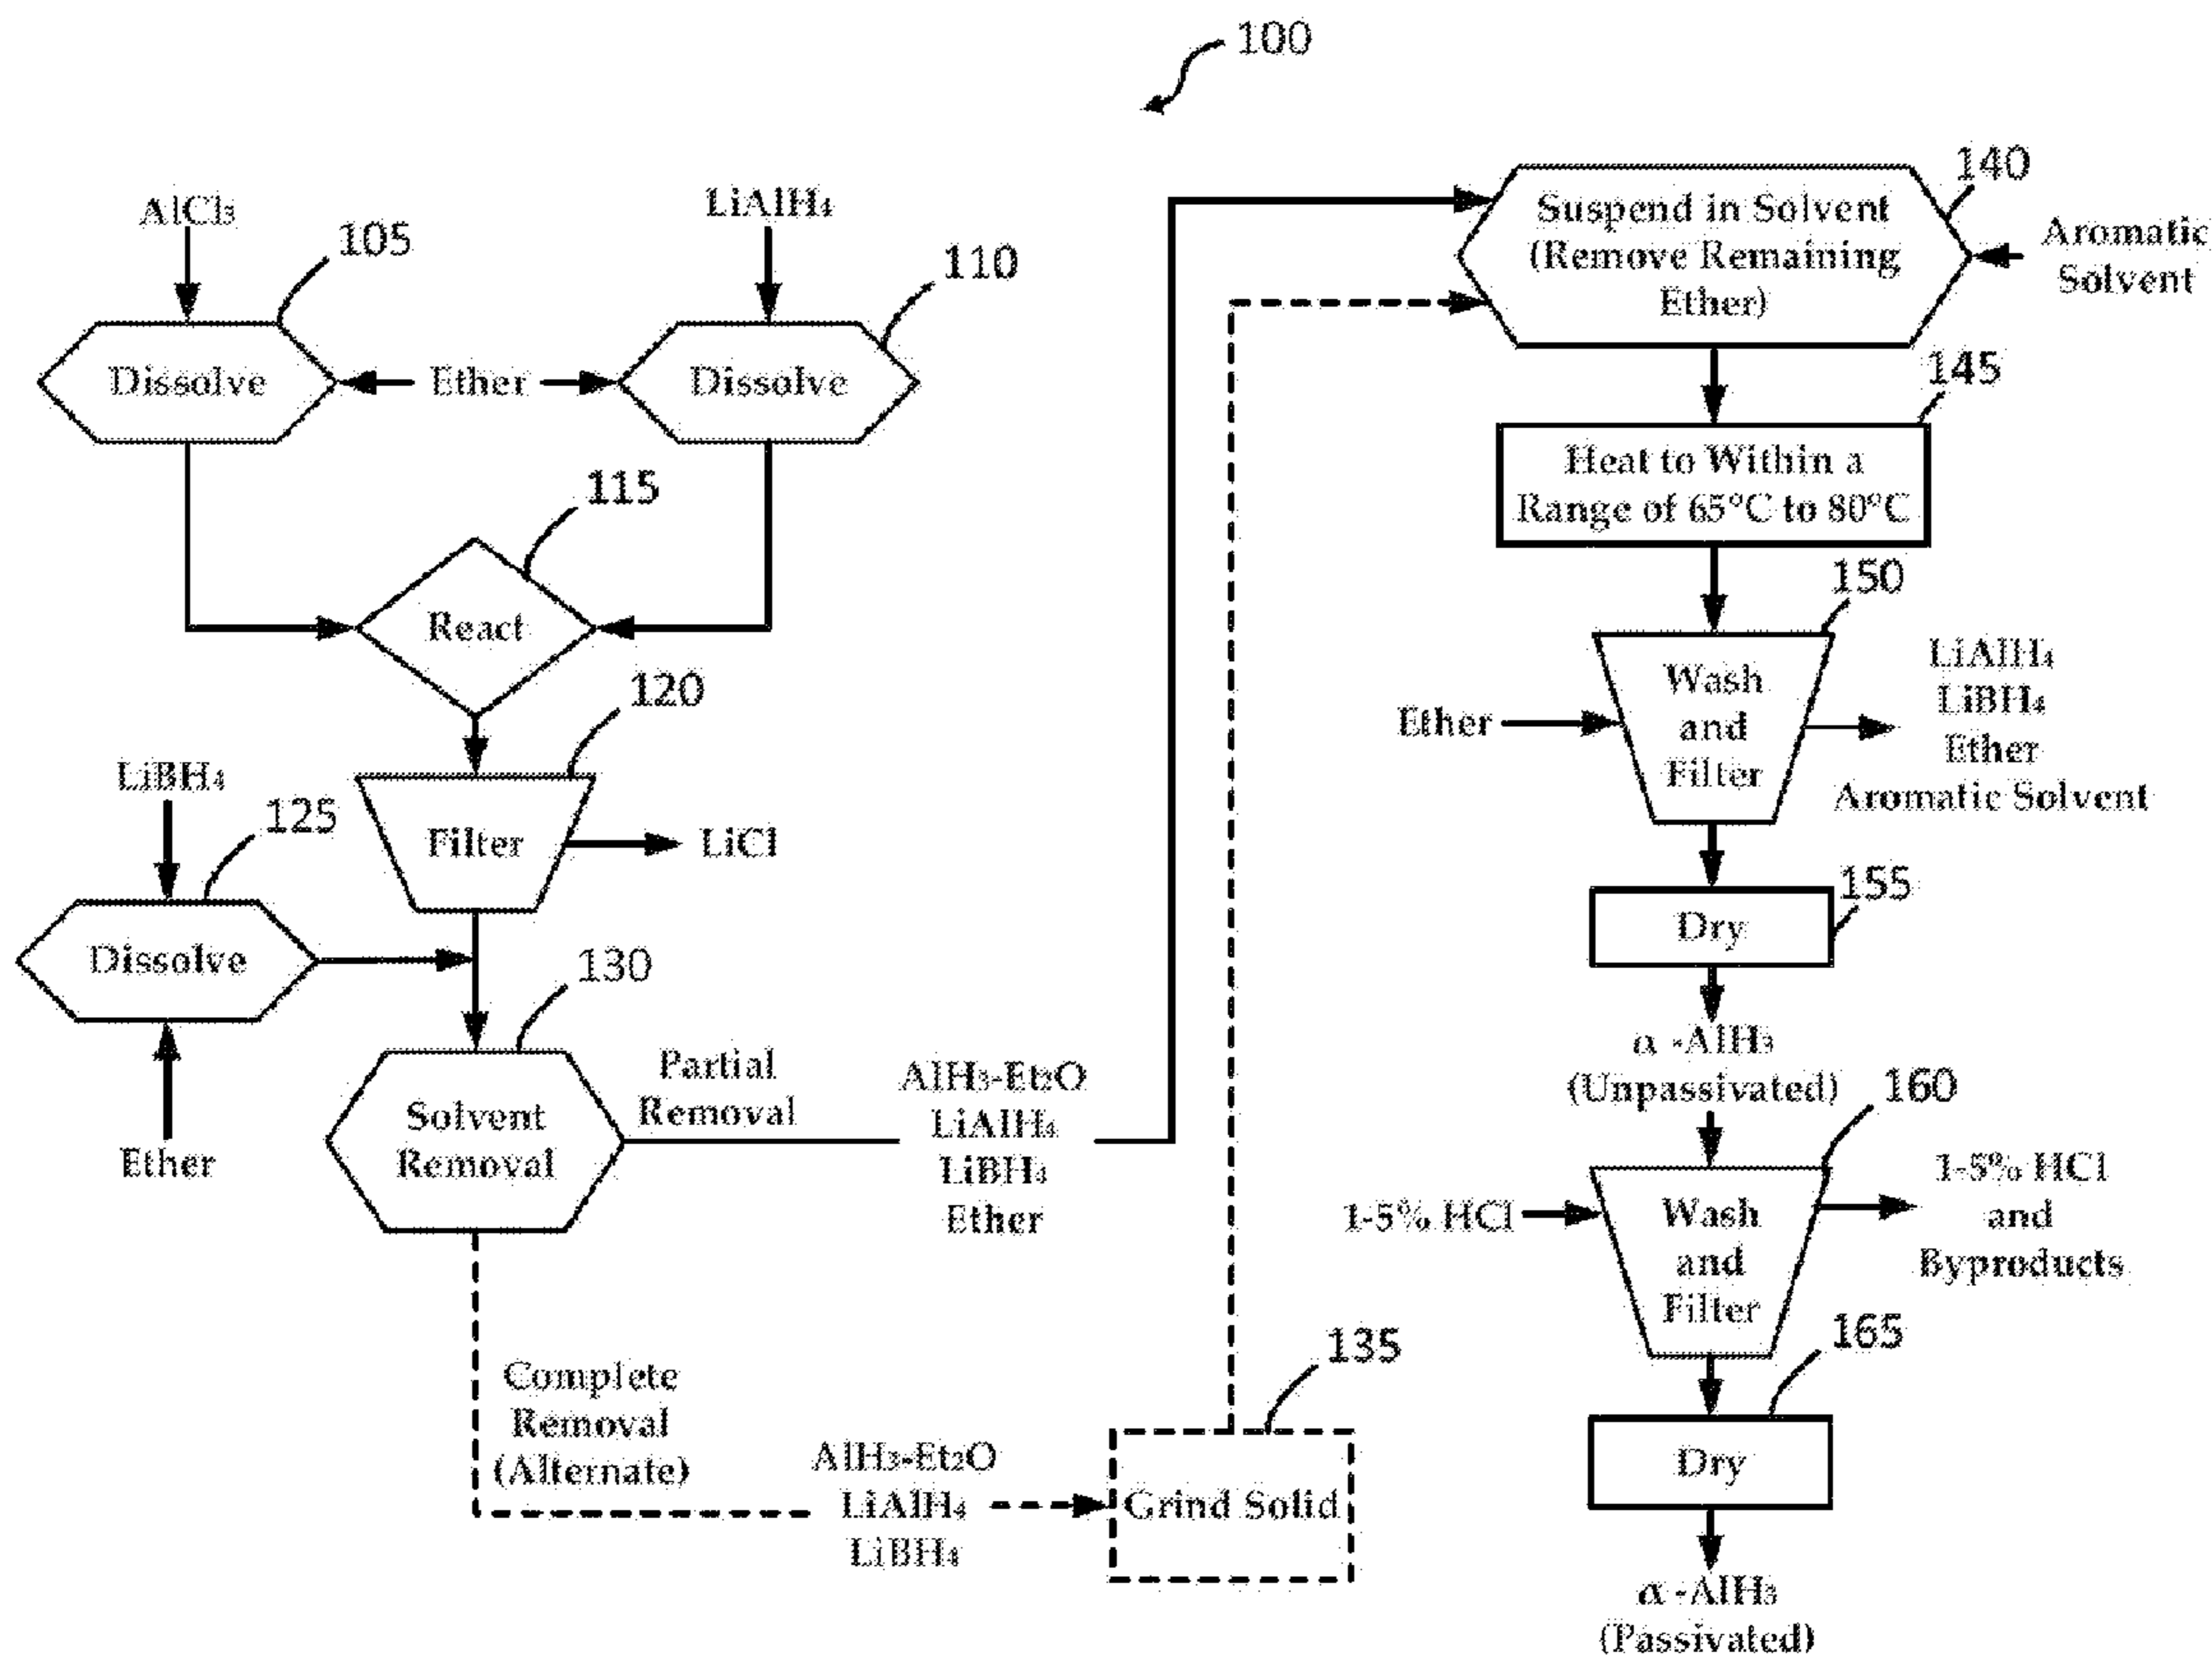 100
AlCl₃
105
LiAlH₄
110
Dissolve
Ether
Dissolve
115
React
120
LiBH₄
125
Filter
LiCl
Dissolve
130
Ether
Solvent
Removal
Partial
Removal
AlH₃-Et₂O
LiAlH₄
LiBH₄
Ether
Complete
Removal
(Alternate)
AlH₃-Et₂O
LiAlH₄
LiBH₄
135
Grind Solid
140
Suspend in Solvent
(Remove Remaining
Ether)
Aromatic
Solvent
145
Heat to Within a
Range of 65°C to 80°C
150
Ether
Wash
and
Filter
LiAlH₄
LiBH₄
Ether
Aromatic Solvent
155
Dry
α -AlH₃
(Unpassivated)
160
1-5% HCl
Wash
and
Filter
1-5% HCl
and
Byproducts
165
Dry
α -AlH₃
(Passivated)